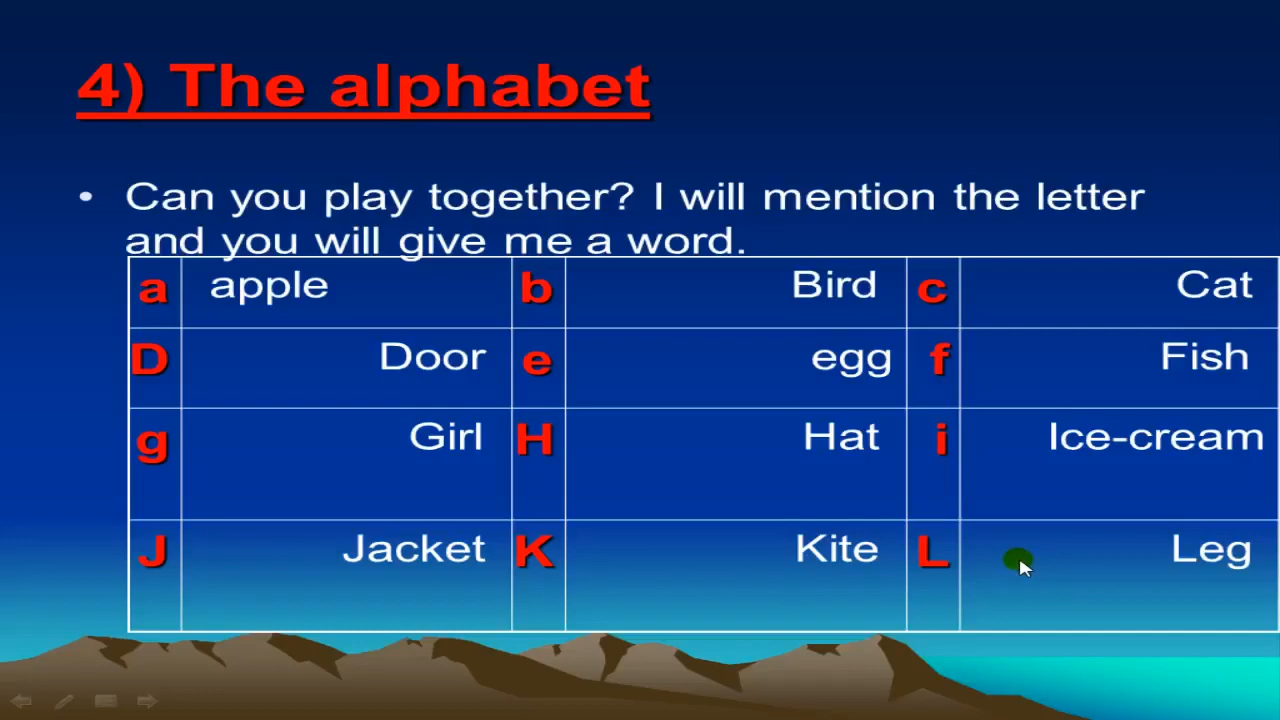 4) The alphabet
• Can you play together? I will mention the letter
and you will give me a word.
a apple b Bird c Cat
D Door e egg f Fish
g Girl H Hat i Ice-cream
J Jacket K Kite L Leg